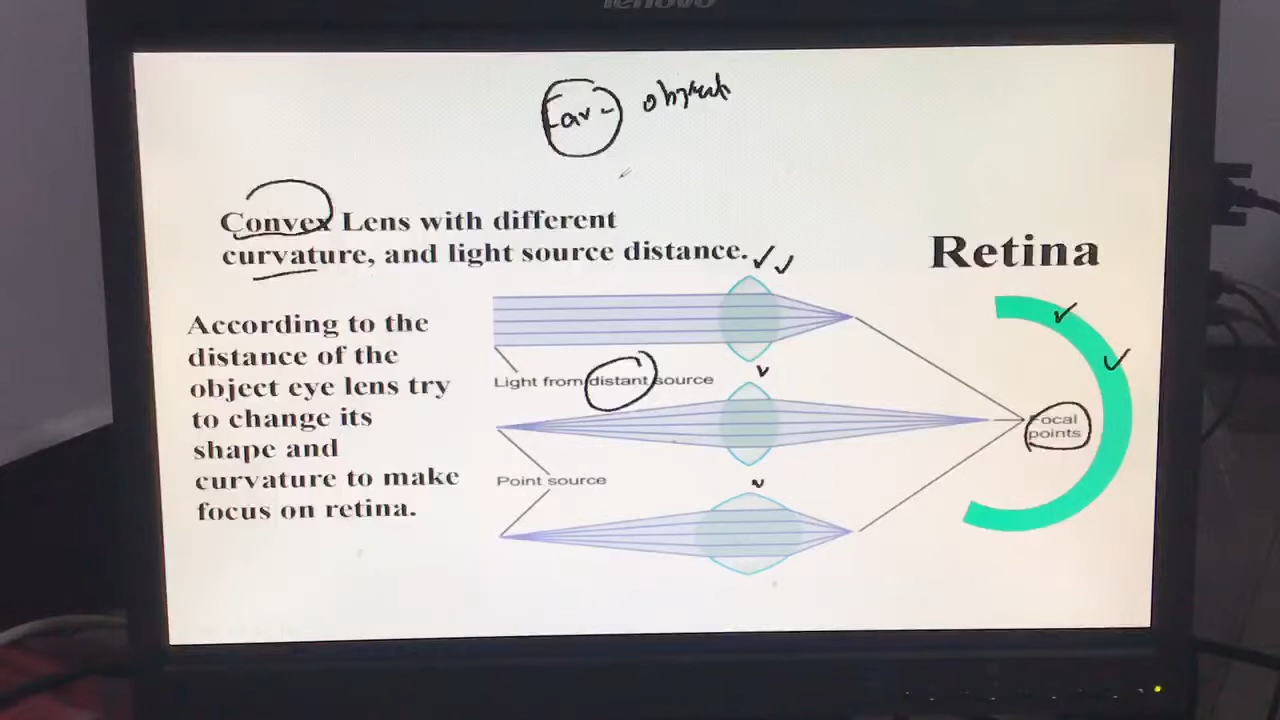 lenovo
Far - objects
Convex Lens with different
curvature, and light source distance.
Retina
According to the
distance of the
object eye lens try
to change its
shape and
curvature to make
focus on retina.
Light from distant source
Focal
points
Point source